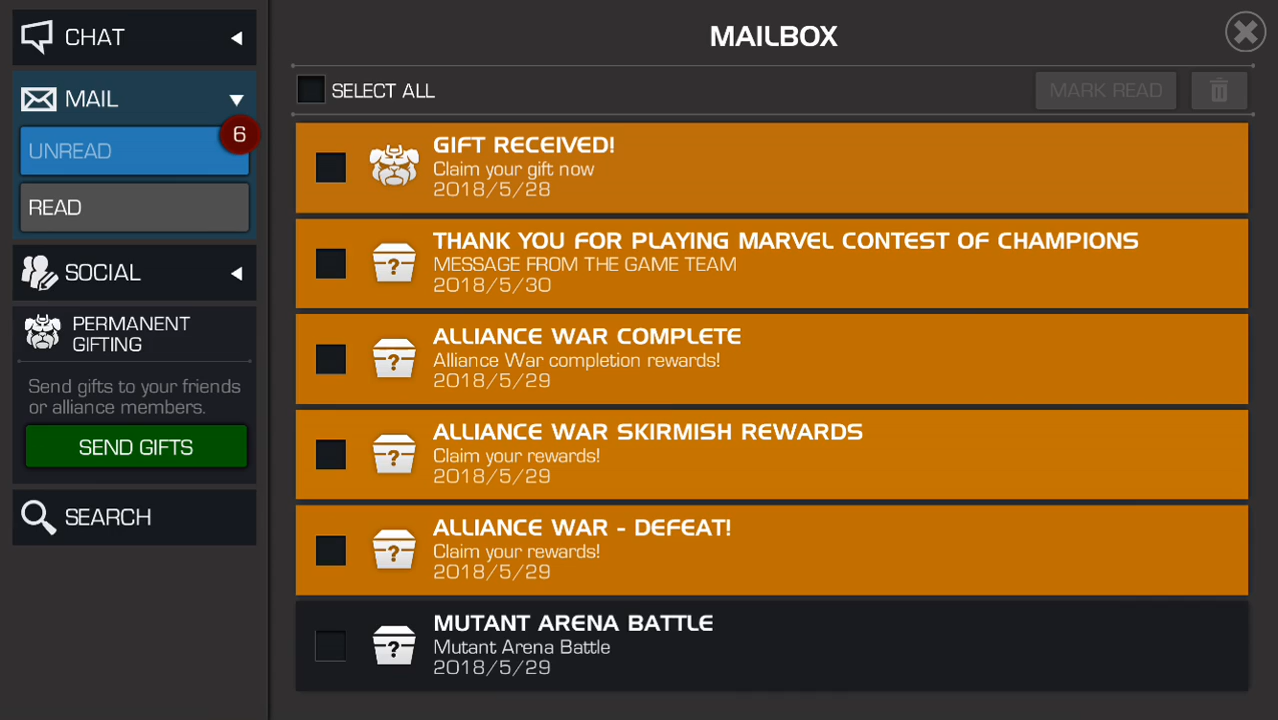 CHAT
MAIL
UNREAD
6
READ
SOCIAL
PERMANENT
GIFTING
Send gifts to your friends
or alliance members.
SEND GIFTS
SEARCH
MAILBOX
SELECT ALL
MARK READ
GIFT RECEIVED!
Claim your gift now
2018/5/28
?
THANK YOU FOR PLAYING MARVEL CONTEST OF CHAMPIONS
MESSAGE FROM THE GAME TEAM
2018/5/30
?
ALLIANCE WAR COMPLETE
Alliance War completion rewards!
2018/5/29
?
ALLIANCE WAR SKIRMISH REWARDS
Claim your rewards!
2018/5/29
?
ALLIANCE WAR - DEFEAT!
Claim your rewards!
2018/5/29
?
MUTANT ARENA BATTLE
Mutant Arena Battle
2018/5/29